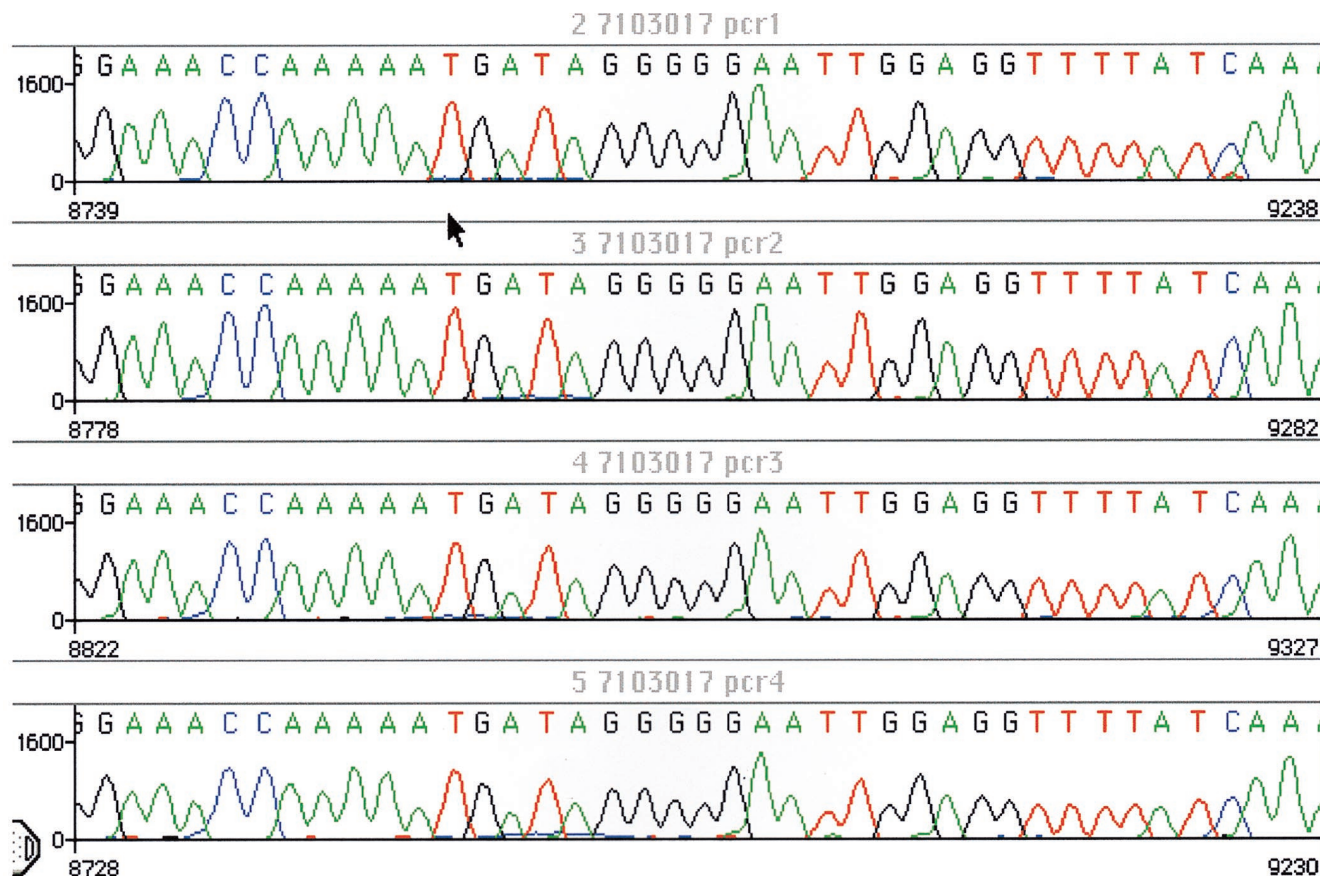 2 7103017 pcr1
G G A A A C C A A A A A T G A T A G G G G G A A T T G G A G G T T T T A T C A A A
1600
0
8739 9238
3 7103017 pcr2
G G A A A C C A A A A A T G A T A G G G G G A A T T G G A G G T T T T A T C A A A
1600
0
8778 9282
4 7103017 pcr3
G G A A A C C A A A A A T G A T A G G G G G A A T T G G A G G T T T T A T C A A A
1600
0
8822 9327
5 7103017 pcr4
G G A A A C C A A A A A T G A T A G G G G G A A T T G G A G G T T T T A T C A A A
1600
0
8728 9230